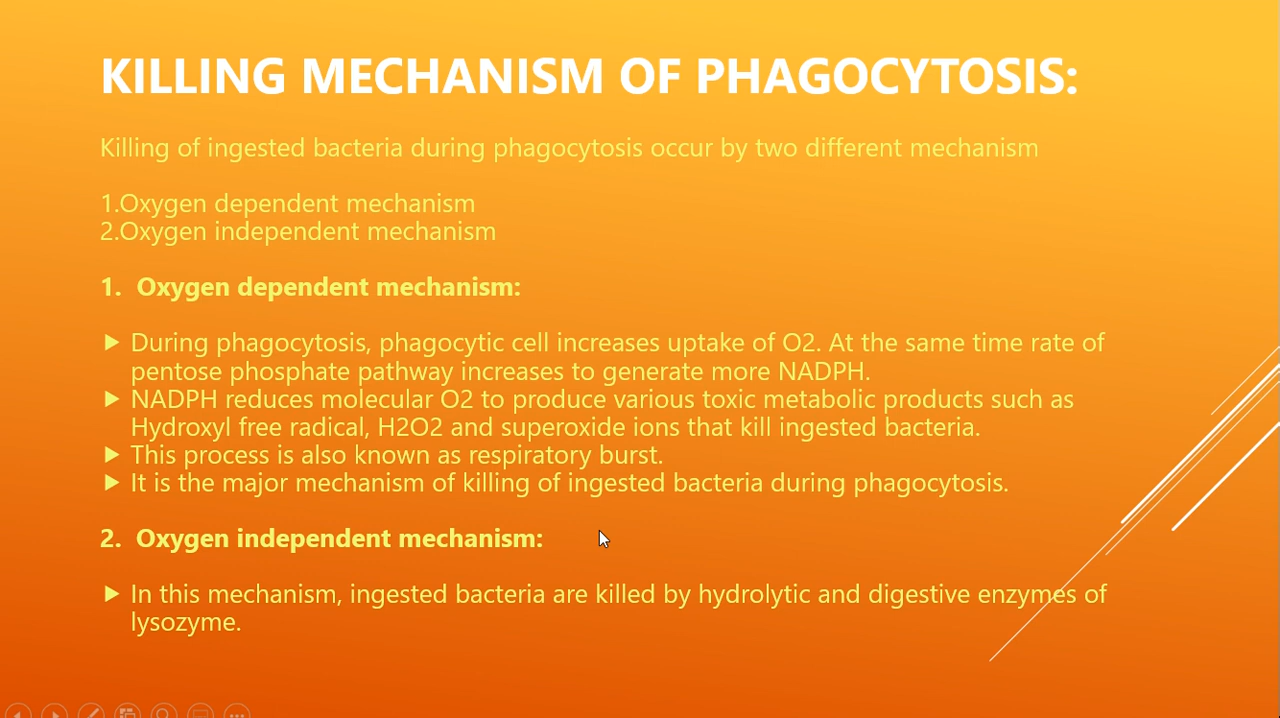 KILLING MECHANISM OF PHAGOCYTOSIS:
Killing of ingested bacteria during phagocytosis occur by two different mechanism
1.Oxygen dependent mechanism
2.Oxygen independent mechanism
1. Oxygen dependent mechanism:
During phagocytosis, phagocytic cell increases uptake of O2. At the same time rate of
pentose phosphate pathway increases to generate more NADPH.
NADPH reduces molecular O2 to produce various toxic metabolic products such as
Hydroxyl free radical, H2O2 and superoxide ions that kill ingested bacteria.
This process is also known as respiratory burst.
It is the major mechanism of killing of ingested bacteria during phagocytosis.
2. Oxygen independent mechanism:
In this mechanism, ingested bacteria are killed by hydrolytic and digestive enzymes of
lysozyme.